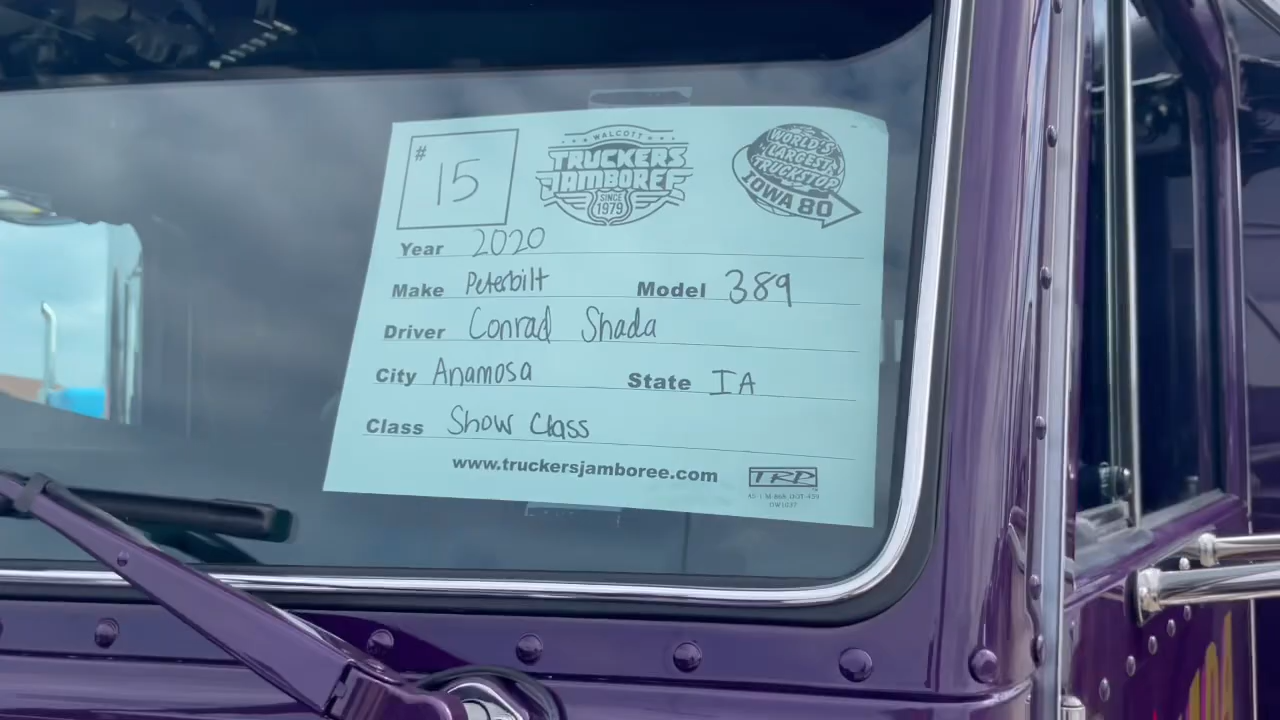 # 15
WALCOTT
TRUCKERS
JAMBOREE
SINCE
1979
WORLD'S
LARGEST
TRUCKSTOP
IOWA 80
Year 2020
Make Peterbilt Model 389
Driver Conrad Shada
City Anamosa State IA
Class Show Class
www.truckersjamboree.com
TRP